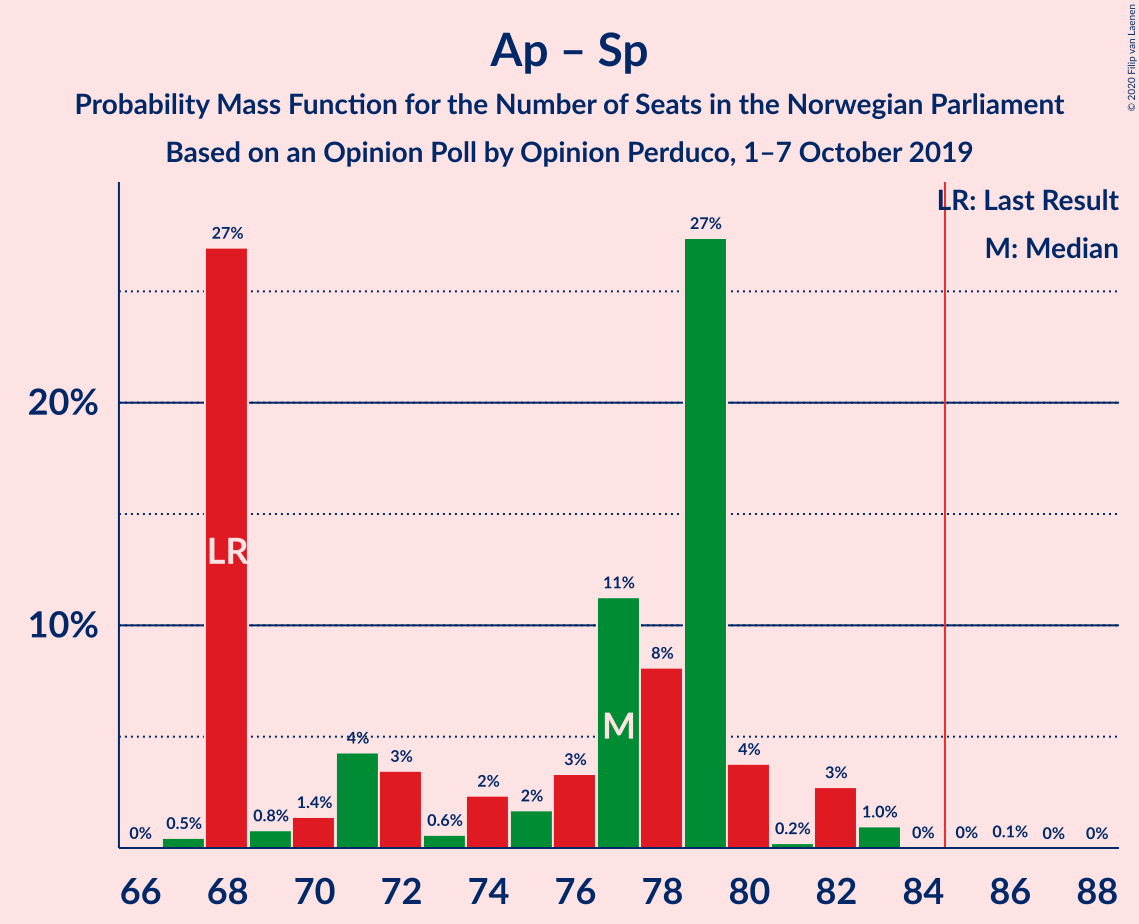 Ap – Sp
Probability Mass Function for the Number of Seats in the Norwegian Parliament
Based on an Opinion Poll by Opinion Perduco, 1–7 October 2019
© 2020 Filip van Laenen
LR: Last Result
M: Median
20%
10%
0%
0.5%
27%
0.8%
1.4%
4%
3%
0.6%
2%
2%
3%
11%
8%
27%
4%
0.2%
3%
1.0%
0%
0%
0.1%
0%
0%
LR
M
66 68 70 72 74 76 78 80 82 84 86 88